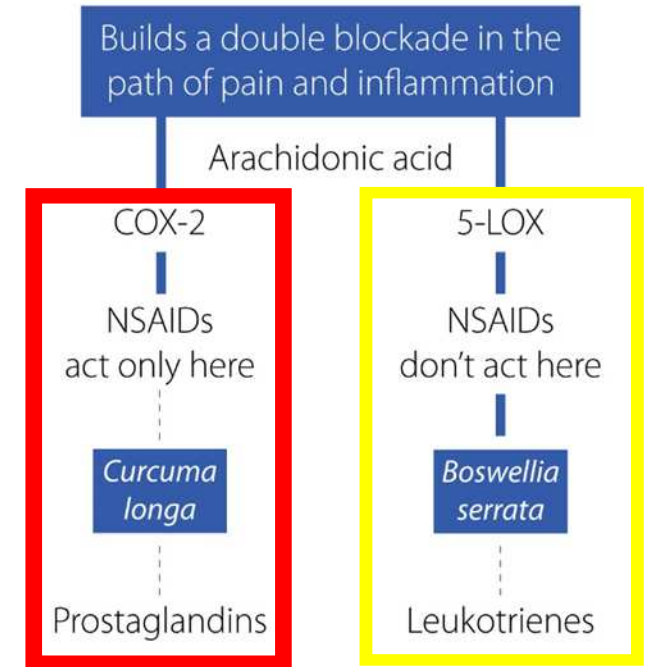 Builds a double blockade in the
path of pain and inflammation
Arachidonic acid
COX-2
NSAIDs
act only here
Curcuma
longa
Prostaglandins
5-LOX
NSAIDs
don't act here
Boswellia
serrata
Leukotrienes